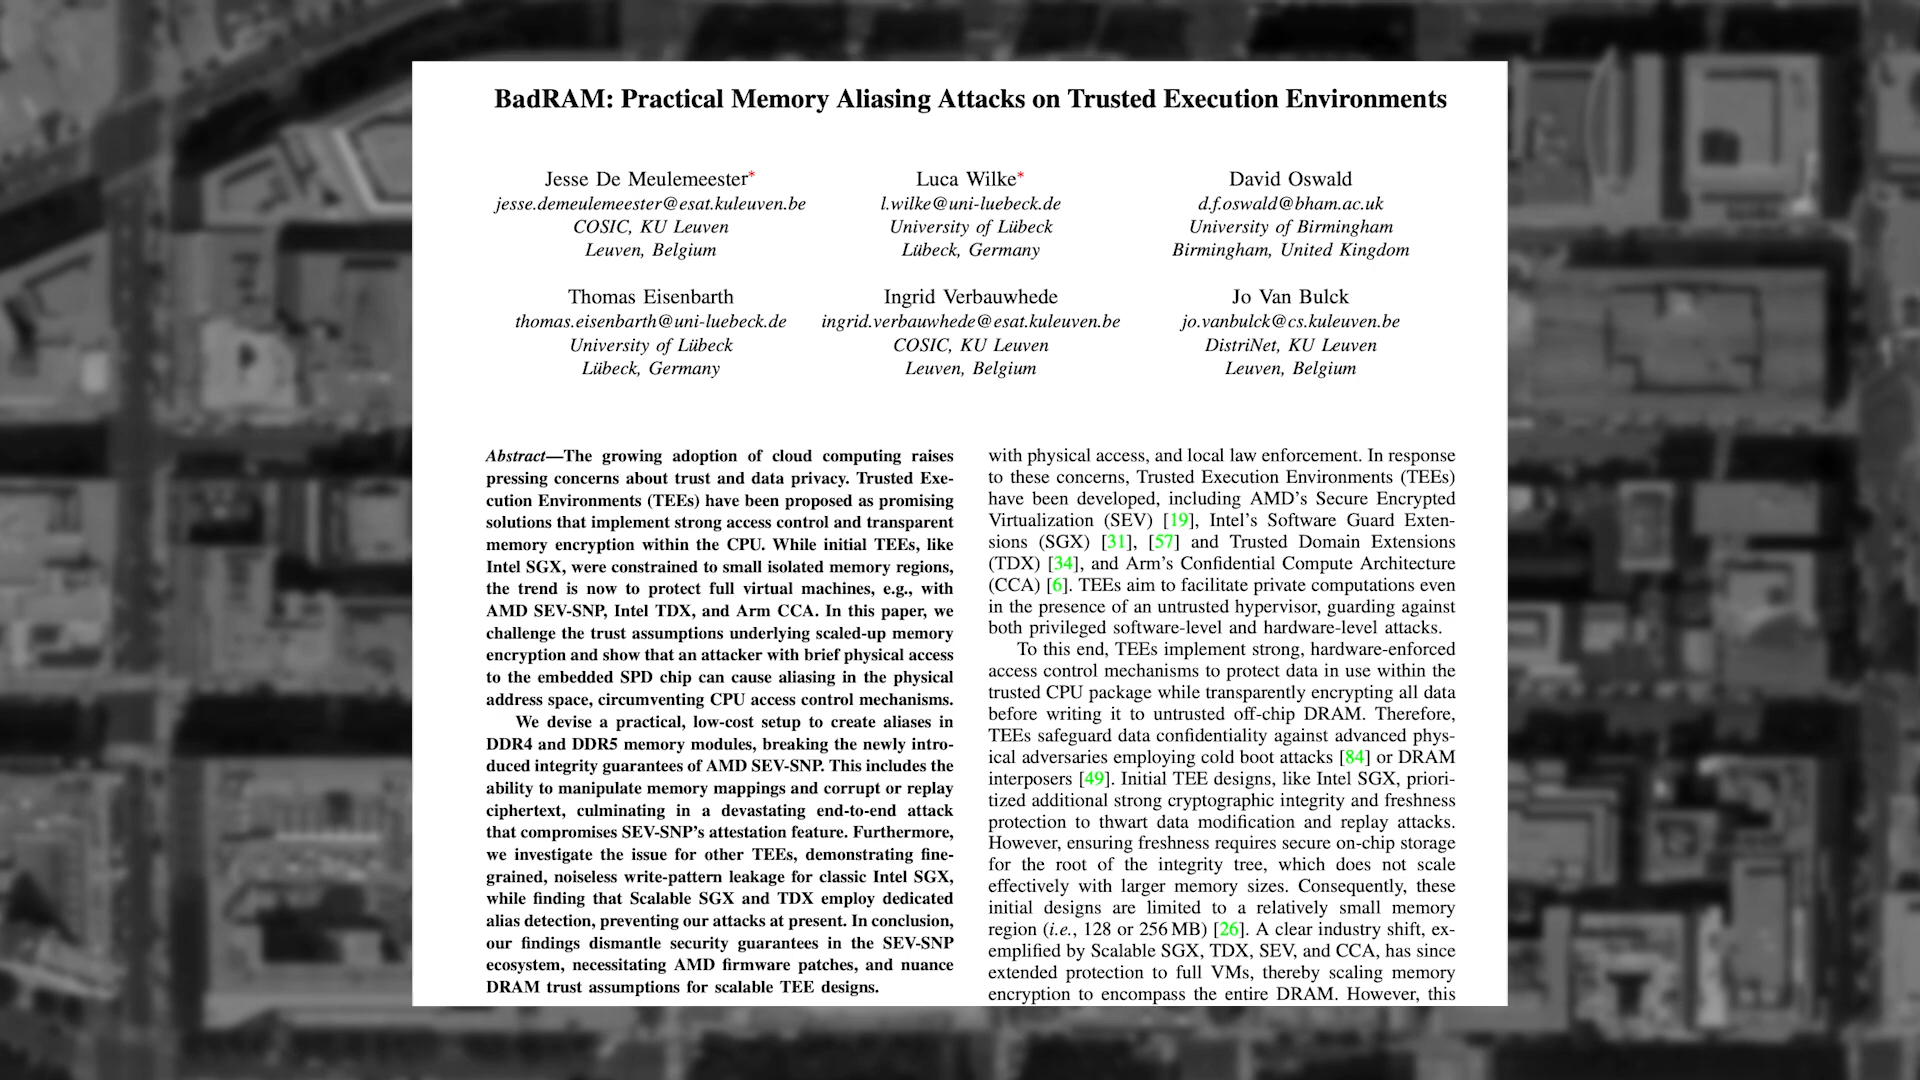 BadRAM: Practical Memory Aliasing Attacks on Trusted Execution Environments
Jesse De Meulemeester*
jesse.demeulemeester@esat.kuleuven.be
COSIC, KU Leuven
Leuven, Belgium
Luca Wilke*
l.wilke@uni-luebeck.de
University of Lübeck
Lübeck, Germany
David Oswald
d.f.oswald@bham.ac.uk
University of Birmingham
Birmingham, United Kingdom
Thomas Eisenbarth
thomas.eisenbarth@uni-luebeck.de
University of Lübeck
Lübeck, Germany
Ingrid Verbauwhede
ingrid.verbauwhede@esat.kuleuven.be
COSIC, KU Leuven
Leuven, Belgium
Jo Van Bulck
jo.vanbulck@cs.kuleuven.be
DistriNet, KU Leuven
Leuven, Belgium
Abstract—The growing adoption of cloud computing raises
pressing concerns about trust and data privacy. Trusted Exe-
cution Environments (TEEs) have been proposed as promising
solutions that implement strong access control and transparent
memory encryption within the CPU. While initial TEEs, like
Intel SGX, were constrained to small isolated memory regions,
the trend is now to protect full virtual machines, e.g., with
AMD SEV-SNP, Intel TDX, and Arm CCA. In this paper, we
challenge the trust assumptions underlying scaled-up memory
encryption and show that an attacker with brief physical access
to the embedded SPD chip can cause aliasing in the physical
address space, circumventing CPU access control mechanisms.
We devise a practical, low-cost setup to create aliases in
DDR4 and DDR5 memory modules, breaking the newly intro-
duced integrity guarantees of AMD SEV-SNP. This includes the
ability to manipulate memory mappings and corrupt or replay
ciphertext, culminating in a devastating end-to-end attack
that compromises SEV-SNP's attestation feature. Furthermore,
we investigate the issue for other TEEs, demonstrating fine-
grained, noiseless write-pattern leakage for classic Intel SGX,
while finding that Scalable SGX and TDX employ dedicated
alias detection, preventing our attacks at present. In conclusion,
our findings dismantle security guarantees in the SEV-SNP
ecosystem, necessitating AMD firmware patches, and nuance
DRAM trust assumptions for scalable TEE designs.
with physical access, and local law enforcement. In response
to these concerns, Trusted Execution Environments (TEEs)
have been developed, including AMD's Secure Encrypted
Virtualization (SEV) [19], Intel's Software Guard Exten-
sions (SGX) [31], [57] and Trusted Domain Extensions
(TDX) [34], and Arm's Confidential Compute Architecture
(CCA) [6]. TEEs aim to facilitate private computations even
in the presence of an untrusted hypervisor, guarding against
both privileged software-level and hardware-level attacks.
To this end, TEEs implement strong, hardware-enforced
access control mechanisms to protect data in use within the
trusted CPU package while transparently encrypting all data
before writing it to untrusted off-chip DRAM. Therefore,
TEEs safeguard data confidentiality against advanced phys-
ical adversaries employing cold boot attacks [84] or DRAM
interposers [49]. Initial TEE designs, like Intel SGX, priori-
tized additional strong cryptographic integrity and freshness
protection to thwart data modification and replay attacks.
However, ensuring freshness requires secure on-chip storage
for the root of the integrity tree, which does not scale
effectively with larger memory sizes. Consequently, these
initial designs are limited to a relatively small memory
region (i.e., 128 or 256 MB) [26]. A clear industry shift, ex-
emplified by Scalable SGX, TDX, SEV, and CCA, has since
extended protection to full VMs, thereby scaling memory
encryption to encompass the entire DRAM. However, this